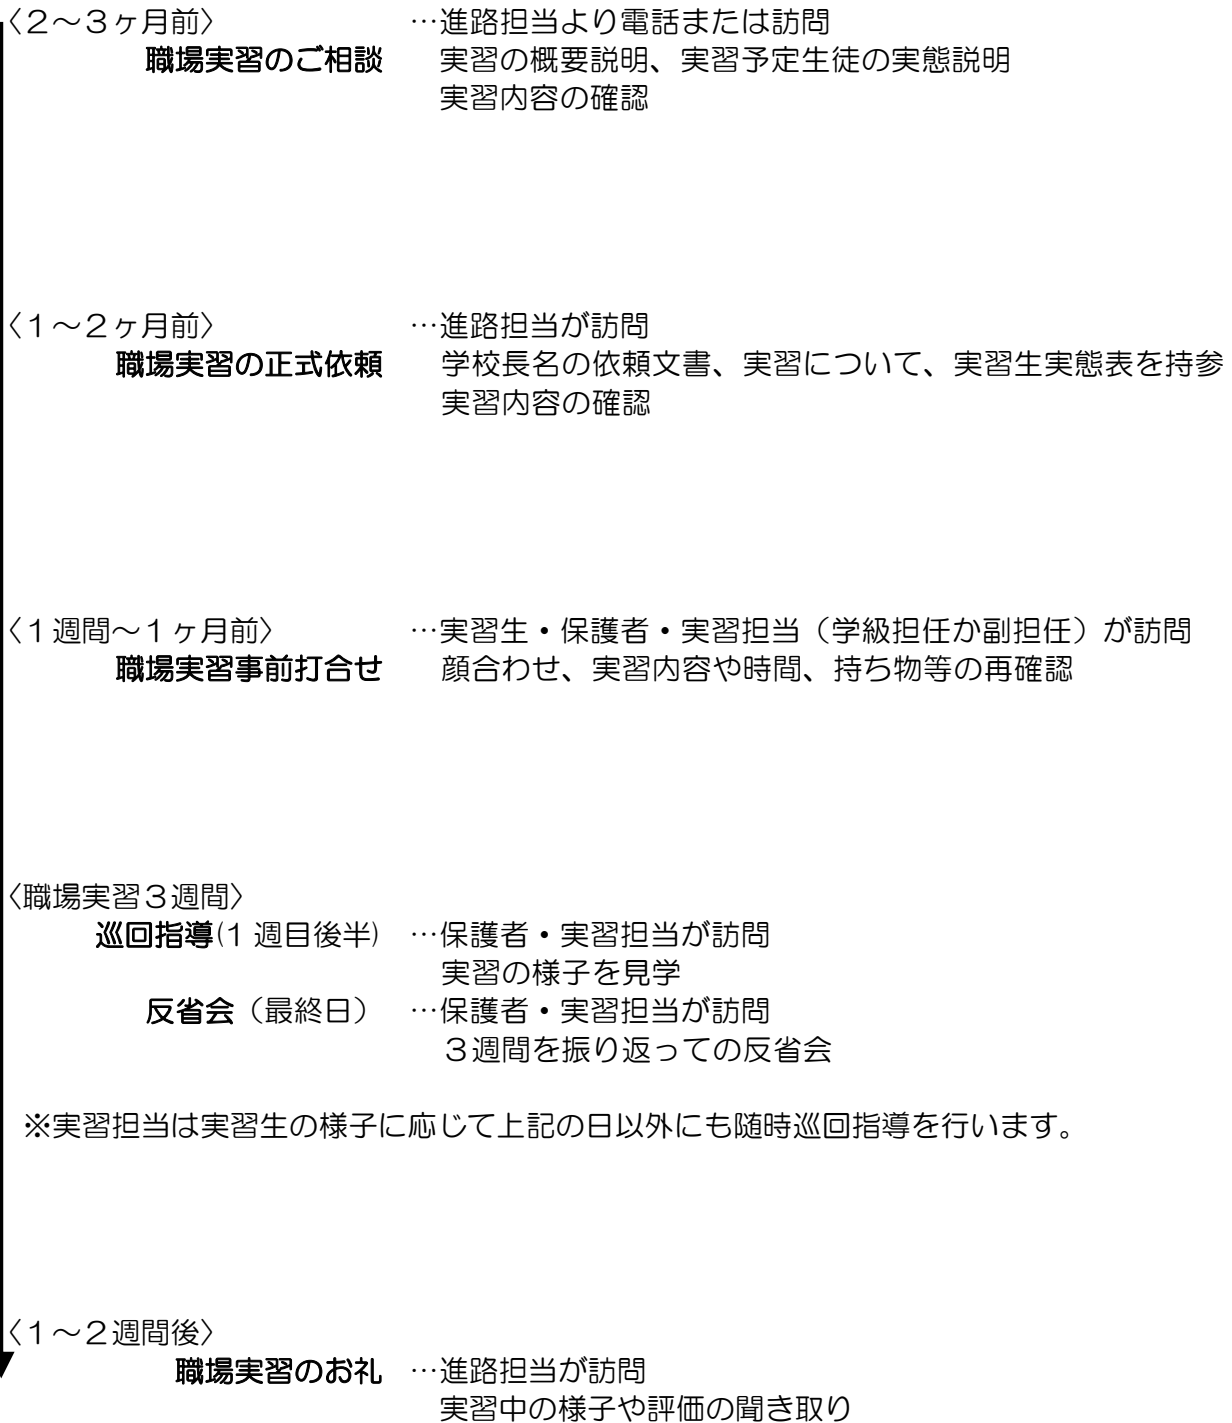 〈２～３ヶ月前〉 …進路担当より電話または訪問
職場実習のご相談 実習の概要説明、実習予定生徒の実態説明
実習内容の確認
〈１～２ヶ月前〉 …進路担当が訪問
職場実習の正式依頼 学校長名の依頼文書、実習について、実習生実態表を持参
実習内容の確認
〈１週間～１ヶ月前〉 …実習生・保護者・実習担当（学級担任か副担任）が訪問
職場実習事前打合せ 顔合わせ、実習内容や時間、持ち物等の再確認
〈職場実習３週間〉
巡回指導(1 週目後半) …保護者・実習担当が訪問
実習の様子を見学
反省会（最終日） …保護者・実習担当が訪問
３週間を振り返っての反省会
※実習担当は実習生の様子に応じて上記の日以外にも随時巡回指導を行います。
〈１～２週間後〉
職場実習のお礼 …進路担当が訪問
実習中の様子や評価の聞き取り